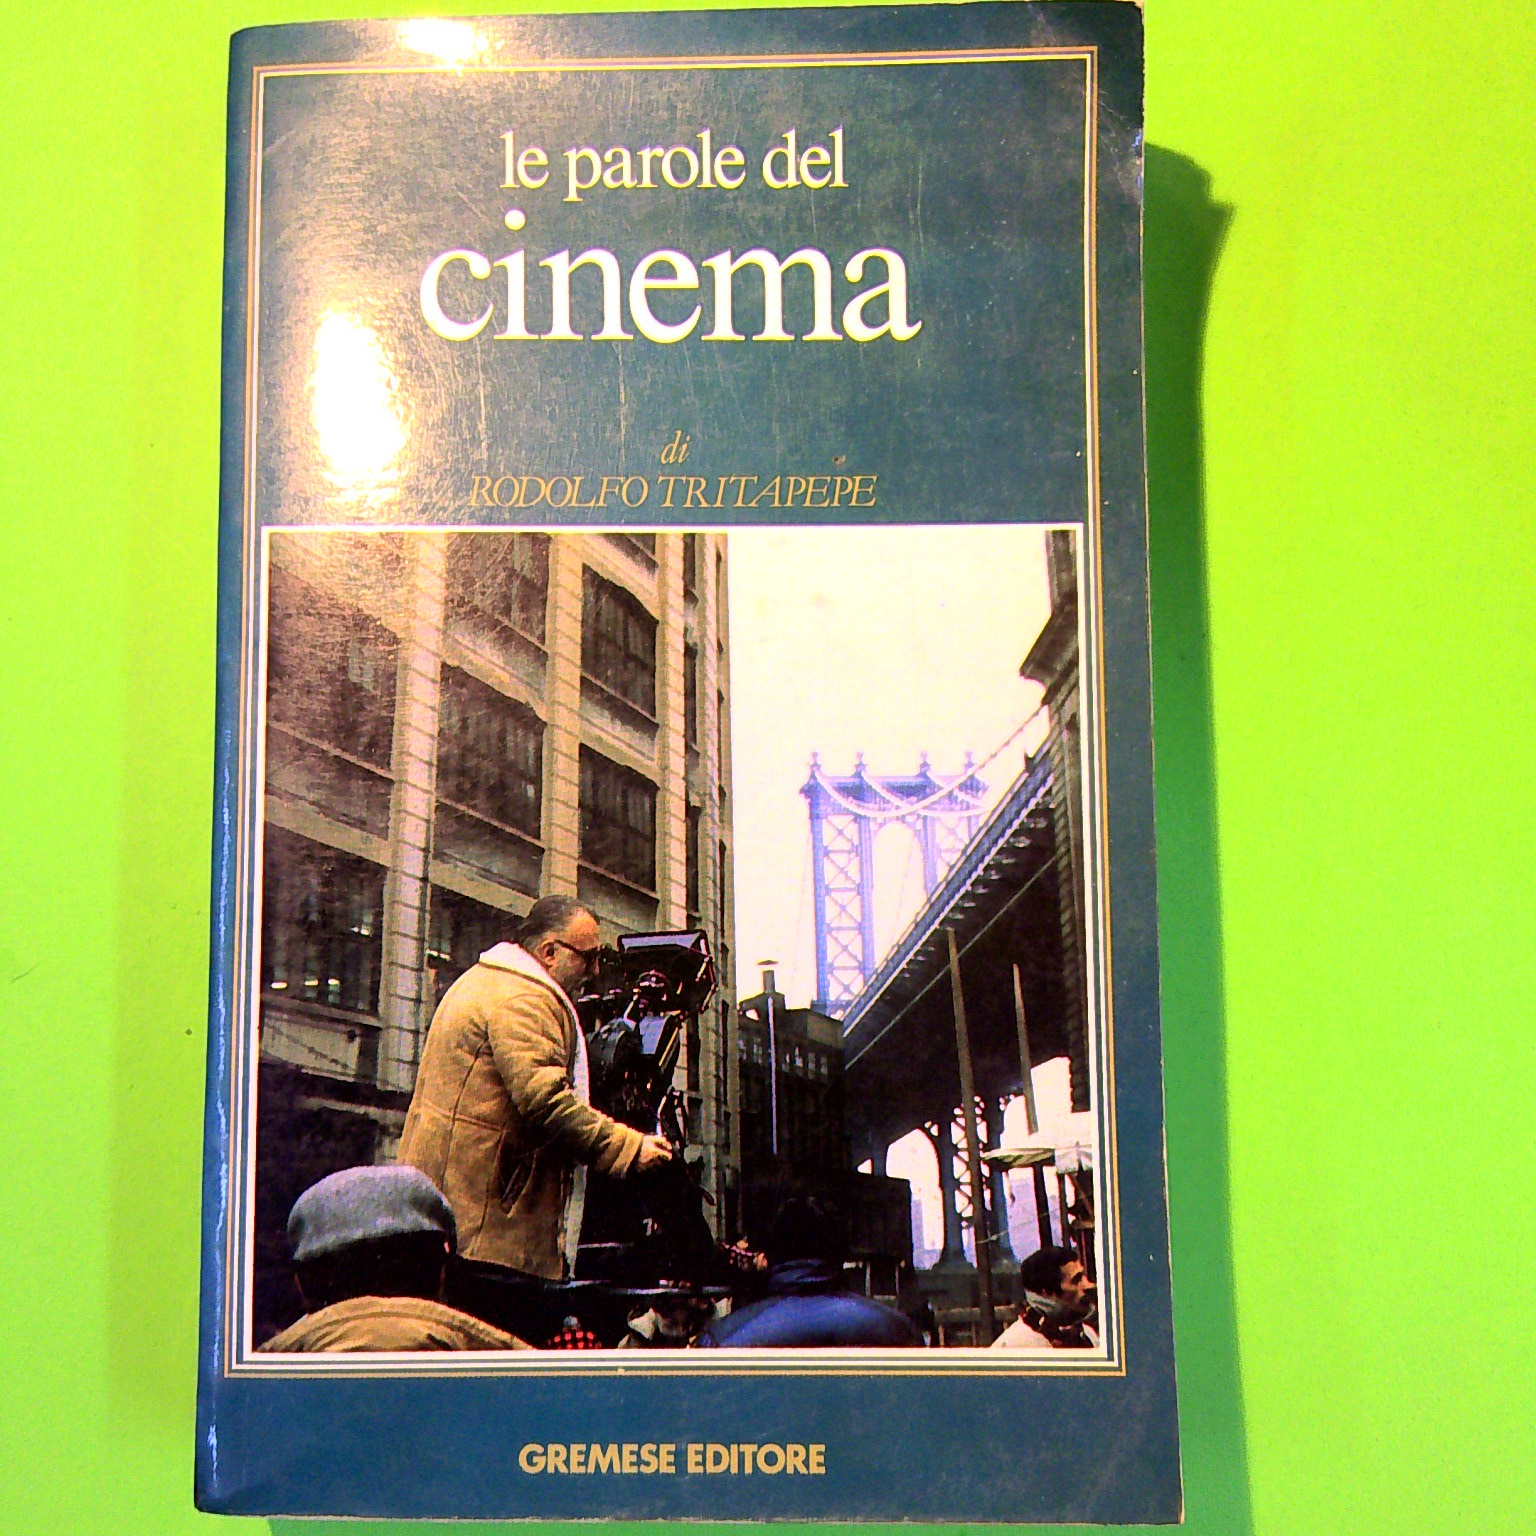 le parole del
cinema
di
RODOLFO TRITAPEPE
GREMESE EDITORE